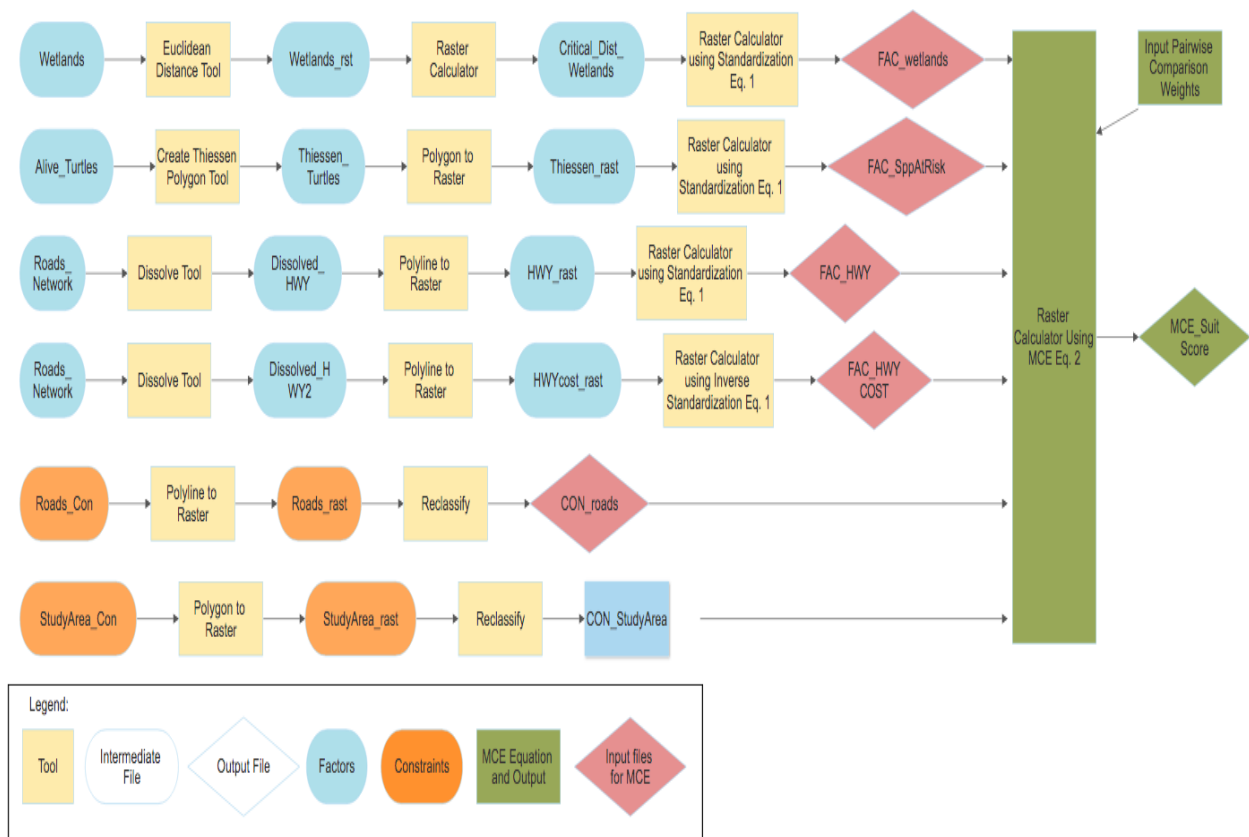 Wetlands
Euclidean
Distance Tool
Wetlands_rst
Raster
Calculator
Critical_Dist_
Wetlands
Raster Calculator
using Standardization
Eq. 1
FAC_wetlands
Input Pairwise
Comparison
Weights
Alive_Turtles
Create Thiessen
Polygon Tool
Thiessen_
Turtles
Polygon to
Raster
Thiessen_rast
Raster Calculator
using
Standardization Eq. 1
FAC_SppAtRisk
Roads_
Network
Dissolve Tool
Dissolved_
HWY
Polyline to
Raster
HWY_rast
Raster Calculator
using Standardization
Eq. 1
FAC_HWY
Raster
Calculator Using
MCE Eq. 2
MCE_Suit
Score
Roads_
Network
Dissolve Tool
Dissolved_H
WY2
Polyline to
Raster
HWYcost_rast
Raster Calculator
using Inverse
Standardization Eq. 1
FAC_HWY
COST
Roads_Con
Polyline to
Raster
Roads_rast
Reclassify
CON_roads
StudyArea_Con
Polygon to
Raster
StudyArea_rast
Reclassify
CON_StudyArea
Legend:
Tool
Intermediate
File
Output File
Factors
Constraints
MCE Equation
and Output
Input files
for MCE